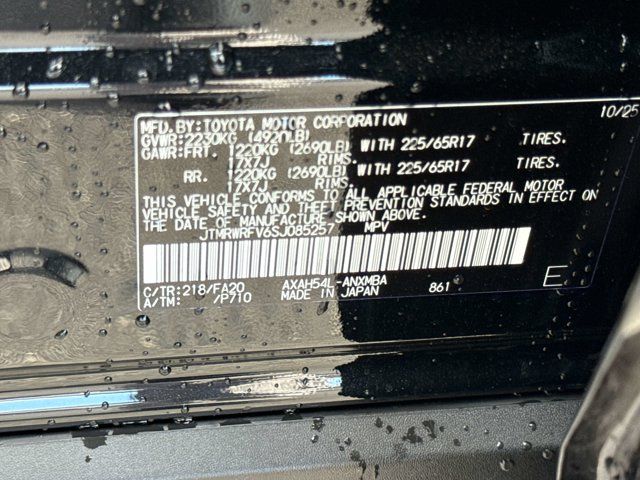 10/25
MFD.BY:TOYOTA MOTOR CORPORATION
GVWR:2230KG (4920LB)
GAWR:FRT. 1220KG (2690LB) WITH 225/65R17 TIRES.
17X7J RIMS.
RR. 1220KG (2690LB) WITH 225/65R17 TIRES.
17X7J RIMS.
THIS VEHICLE CONFORMS TO ALL APPLICABLE FEDERAL MOTOR
VEHICLE SAFETY AND THEFT PREVENTION STANDARDS IN EFFECT ON
THE DATE OF MANUFACTURE SHOWN ABOVE.
JTMRWRFV6SJ085257 MPV
C/TR:218/FA20 AXAH54L-ANXMBA 861 E
A/TM: /P710 MADE IN JAPAN